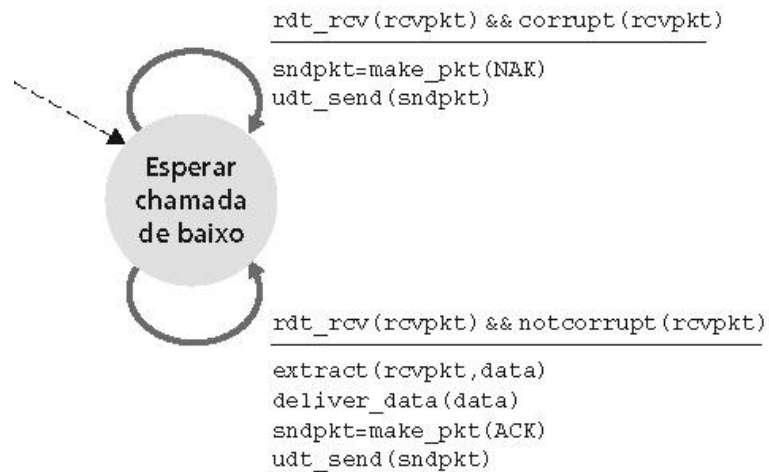 rdt_rcv(rcvpkt) && corrupt(rcvpkt)
sndpkt=make_pkt(NAK)
udt_send(sndpkt)
Esperar
chamada
de baixo
rdt_rcv(rcvpkt) && notcorrupt(rcvpkt)
extract(rcvpkt,data)
deliver_data(data)
sndpkt=make_pkt(ACK)
udt_send(sndpkt)